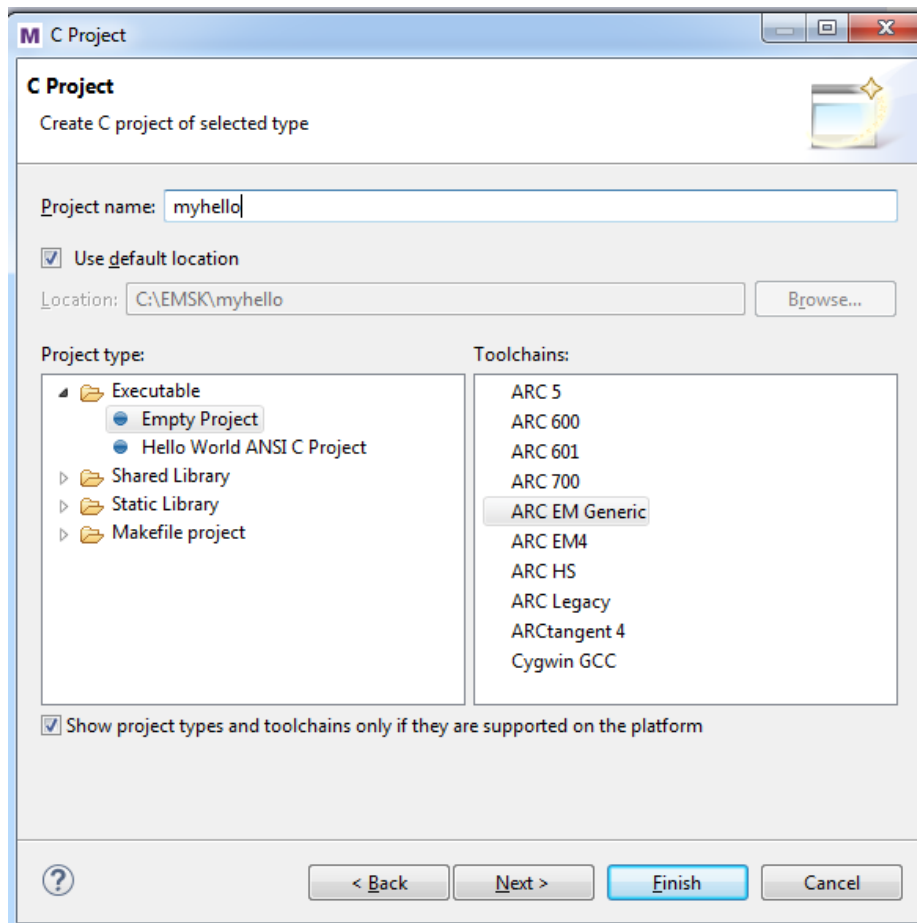 M C Project
C Project
Create C project of selected type
Project name: myhello
Use default location
Location: C:\EMSK\myhello Browse...
Project type:
Executable
Empty Project
Hello World ANSI C Project
Shared Library
Static Library
Makefile project
Toolchains:
ARC 5
ARC 600
ARC 601
ARC 700
ARC EM Generic
ARC EM4
ARC HS
ARC Legacy
ARCtangent 4
Cygwin GCC
Show project types and toolchains only if they are supported on the platform
? < Back Next > Finish Cancel